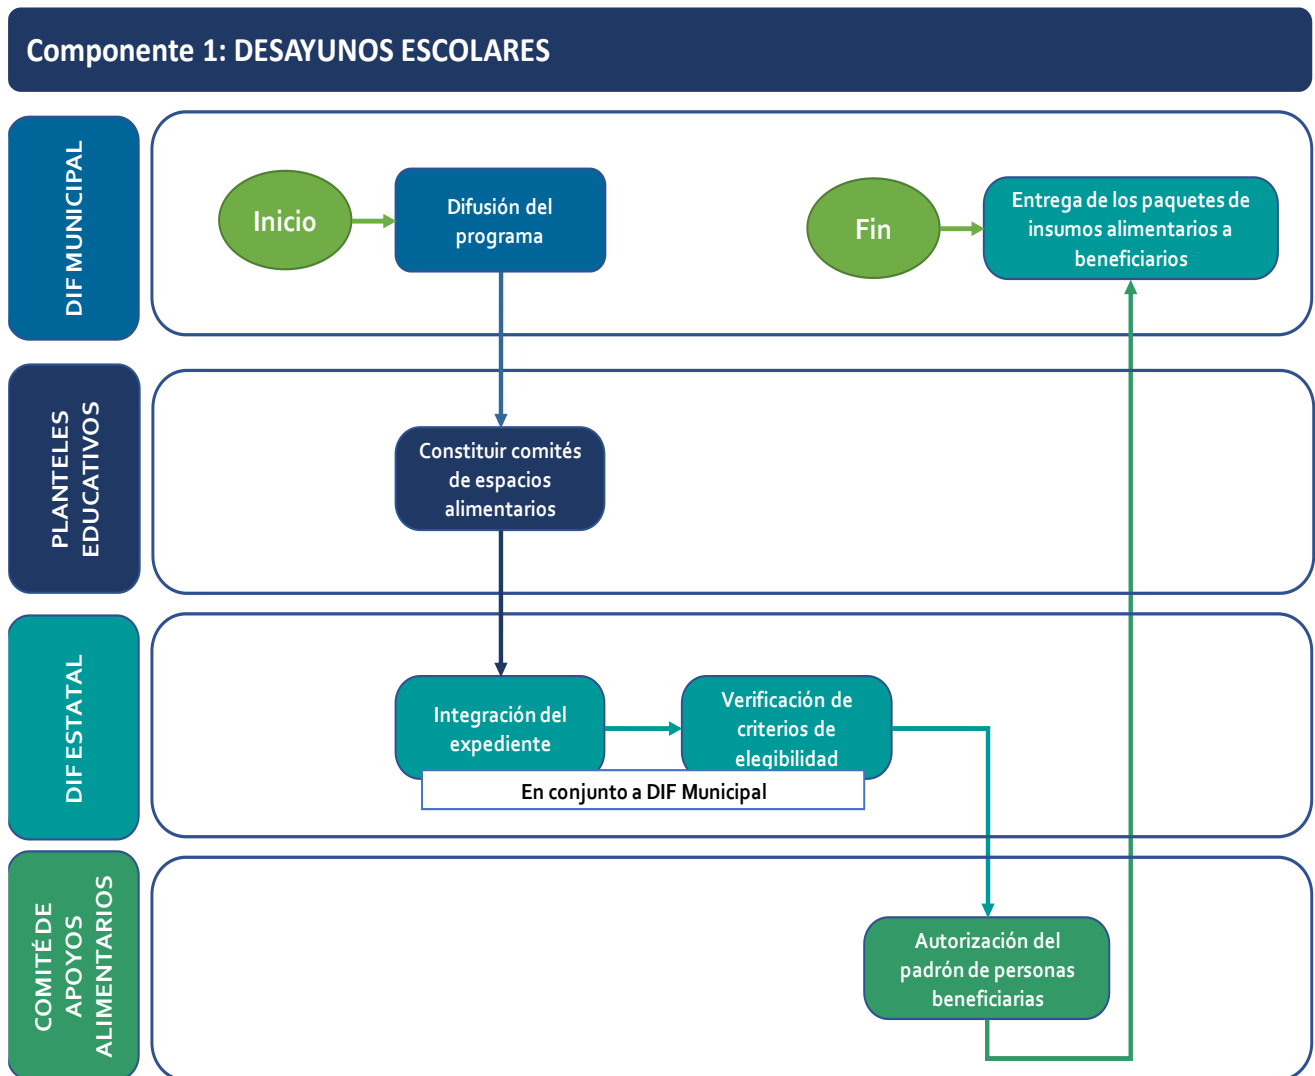 Componente 1: DESAYUNOS ESCOLARES
DIF MUNICIPAL
Inicio
Difusión del
programa
Fin
Entrega de los paquetes de
insumos alimentarios a
beneficiarios
PLANTELES
EDUCATIVOS
Constituir comités
de espacios
alimentarios
DIF ESTATAL
Integración del
expediente
Verificación de
criterios de
elegibilidad
En conjunto a DIF Municipal
COMITÉ DE
APOYOS
ALIMENTARIOS
Autorización del
padrón de personas
beneficiarias